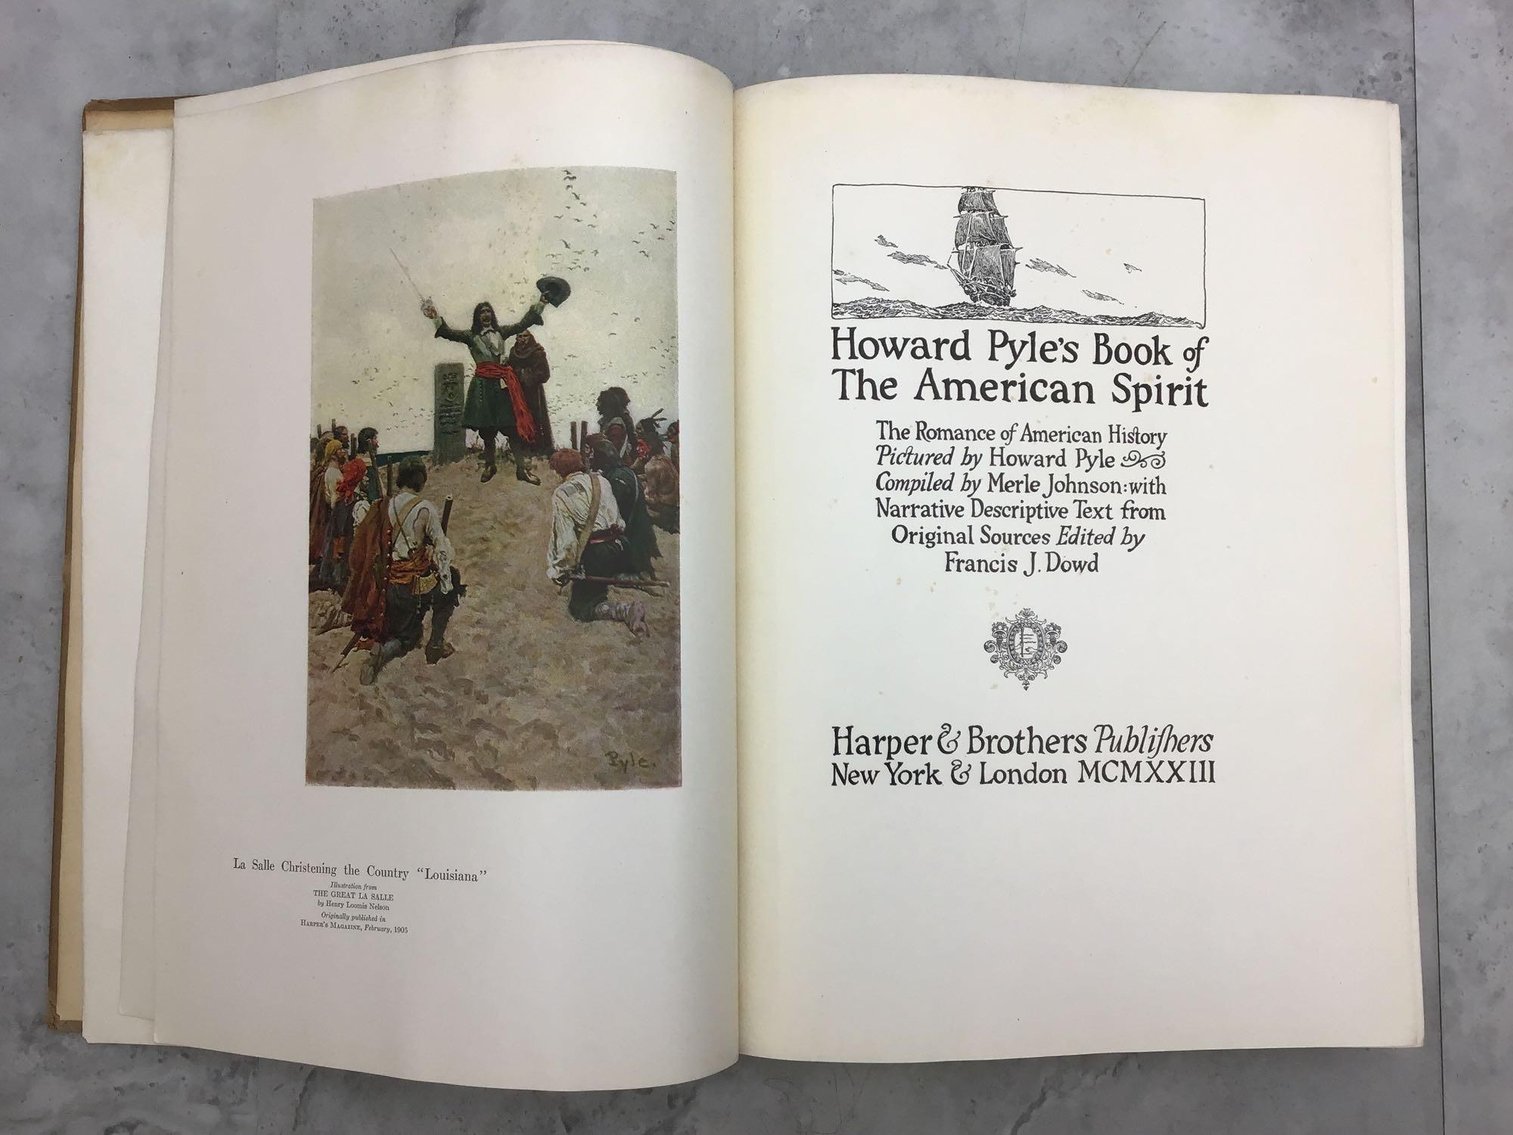 Pyle.
La Salle Christening the Country "Louisiana"
Illustration from
THE GREAT LA SALLE
by Henry Loomis Nelson
Originally published in
HARPER'S MAGAZINE, February, 1905
Howard Pyle's Book of
The American Spirit
The Romance of American History
Pictured by Howard Pyle
Compiled by Merle Johnson: with
Narrative Descriptive Text from
Original Sources Edited by
Francis J. Dowd
Harper & Brothers Publiſhers
New York & London MCMXXIII